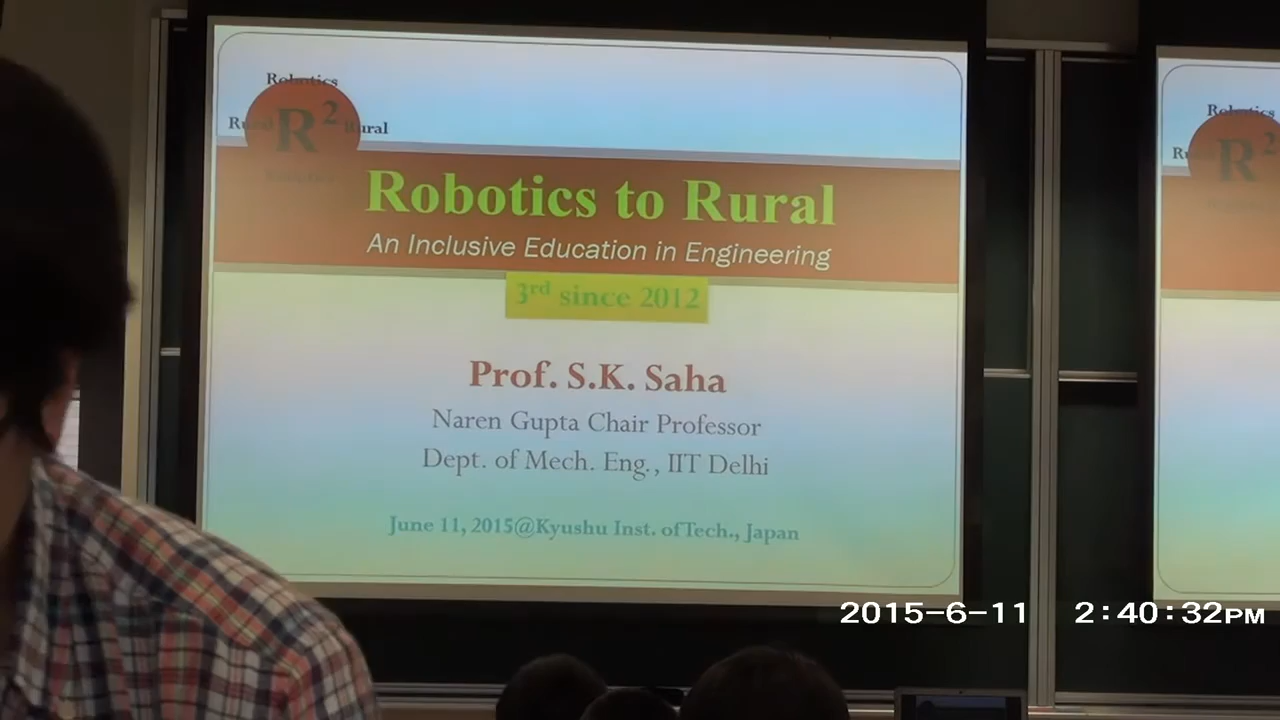 Robotics
Rural R² Rural
Robotics to Rural
An Inclusive Education in Engineering
3rd since 2012
Prof. S.K. Saha
Naren Gupta Chair Professor
Dept. of Mech. Eng., IIT Delhi
June 11, 2015@Kyushu Inst. of Tech., Japan
Robotics
R²
2015-6-11 2:40:32PM